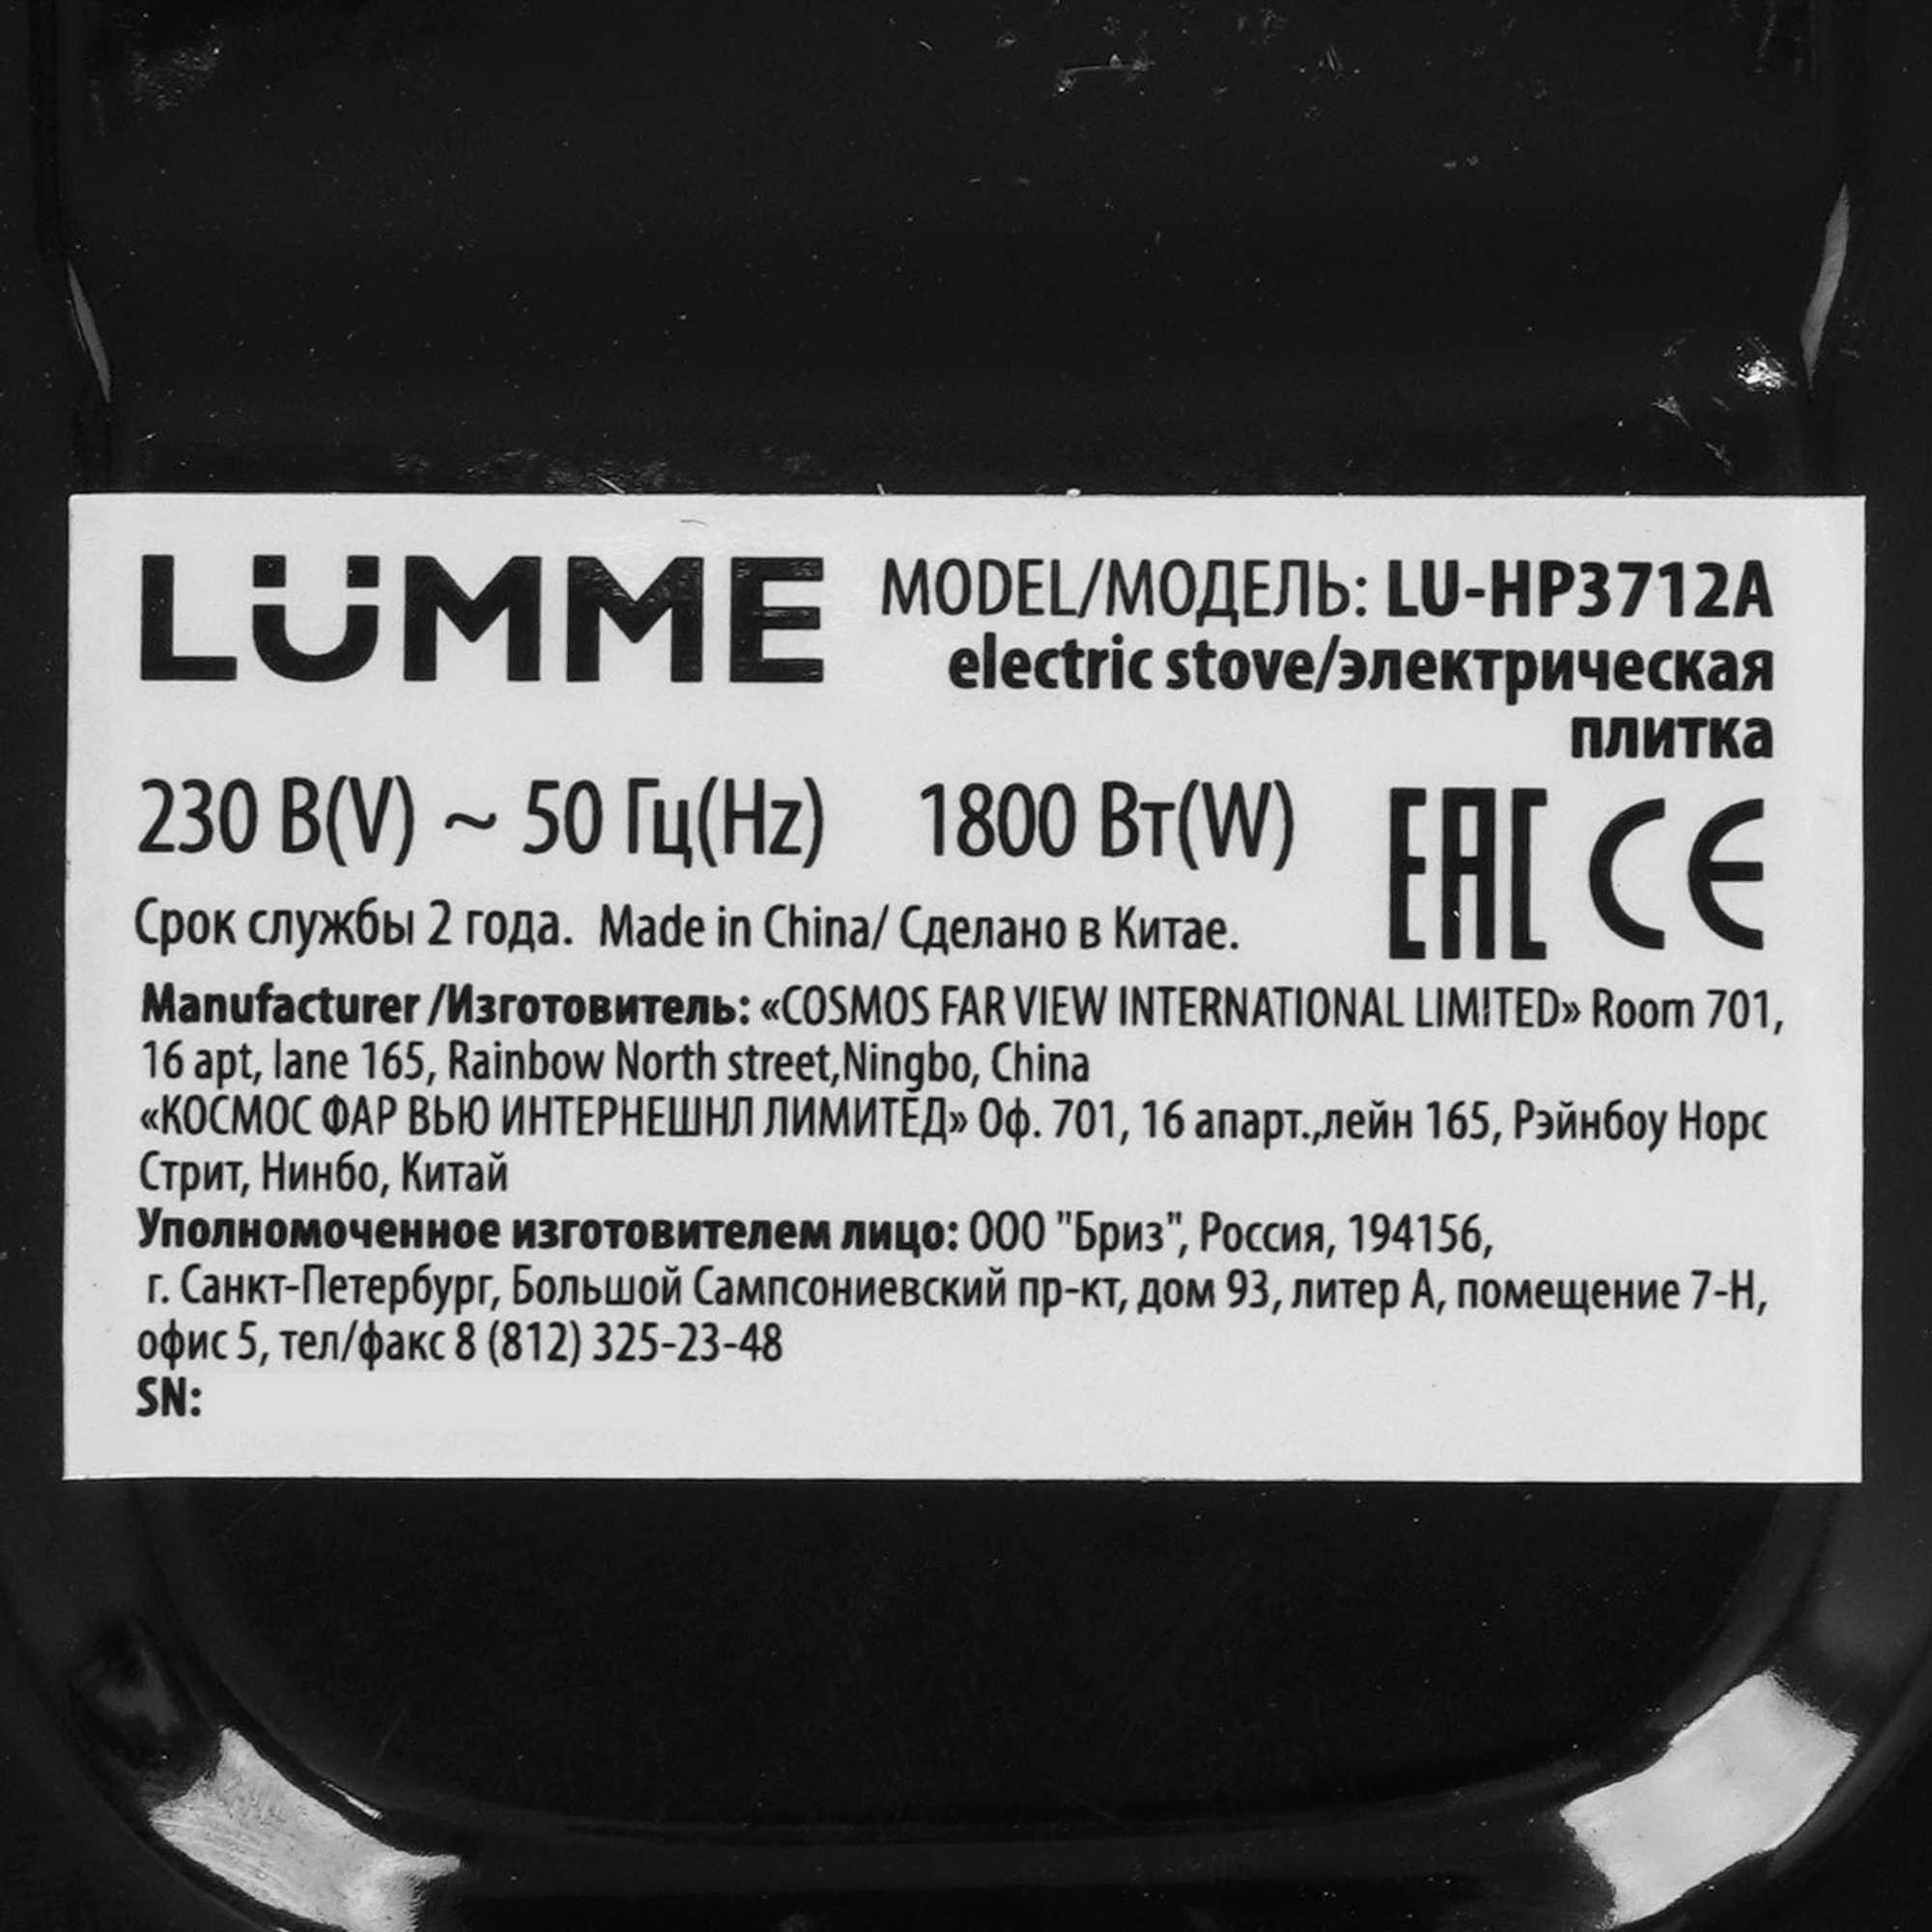 LÜMME
MODEL/МОДЕЛЬ: LU-HP3712A
electric stove/электрическая
плитка
230 В(V) ~ 50 Гц(Hz) 1800 Вт(W)
EAC CE
Срок службы 2 года. Made in China/ Сделано в Китае.
Manufacturer /Изготовитель: «COSMOS FAR VIEW INTERNATIONAL LIMITED» Room 701,
16 apt, lane 165, Rainbow North street,Ningbo, China
«КОСМОС ФАР ВЬЮ ИНТЕРНЕШНЛ ЛИМИТЕД» Оф. 701, 16 апарт.,лейн 165, Рэйнбоу Норс
Стрит, Нинбо, Китай
Уполномоченное изготовителем лицо: ООО "Бриз", Россия, 194156,
г. Санкт-Петербург, Большой Сампсониевский пр-кт, дом 93, литер А, помещение 7-Н,
офис 5, тел/факс 8 (812) 325-23-48
SN: